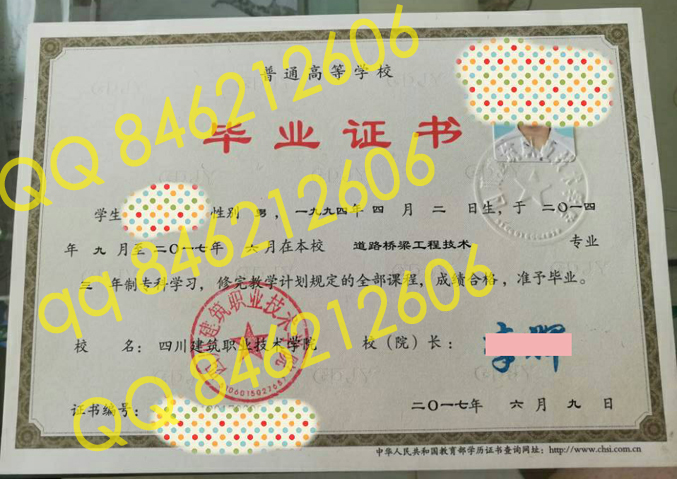 普通高等学校
毕业证书
学生 性别 男，一九九四年 四 月 二 日生，于 二〇一四
年 九 月至 二〇一七年 六 月在本校 道路桥梁工程技术 专业
三 年制专科学习，修完教学计划规定的全部课程，成绩合格，准予毕业。
校 名：四川建筑职业技术学院 校（院）长：
证书编号： 二〇一七年 六 月 九 日
中华人民共和国教育部学历证书查询网址：http://www.chsi.com.cn
QQ 846212606
QQ 846212606
qq 846212606
QQ 846212606